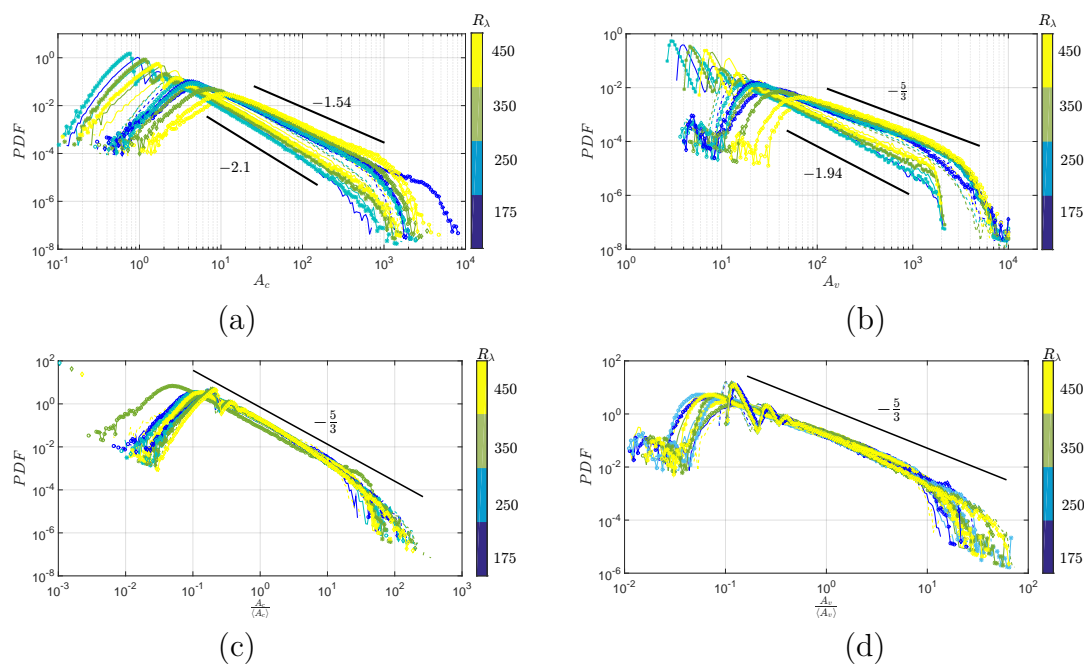 R_λ
10^0
10^-2
10^-4
10^-6
10^-8
PDF
−1.54
−2.1
10^-1 10^0 10^1 10^2 10^3 10^4
A_c
450
350
250
175
(a)
R_λ
10^0
10^-2
10^-4
10^-6
10^-8
PDF
−5/3
−1.94
10^0 10^1 10^2 10^3 10^4
A_v
450
350
250
175
(b)
R_λ
10^2
10^0
10^-2
10^-4
10^-6
10^-8
PDF
−5/3
10^-3 10^-2 10^-1 10^0 10^1 10^2 10^3
A_c/⟨A_c⟩
450
350
250
175
(c)
R_λ
10^2
10^0
10^-2
10^-4
10^-6
PDF
−5/3
10^-2 10^-1 10^0 10^1 10^2
A_v/⟨A_v⟩
450
350
250
175
(d)